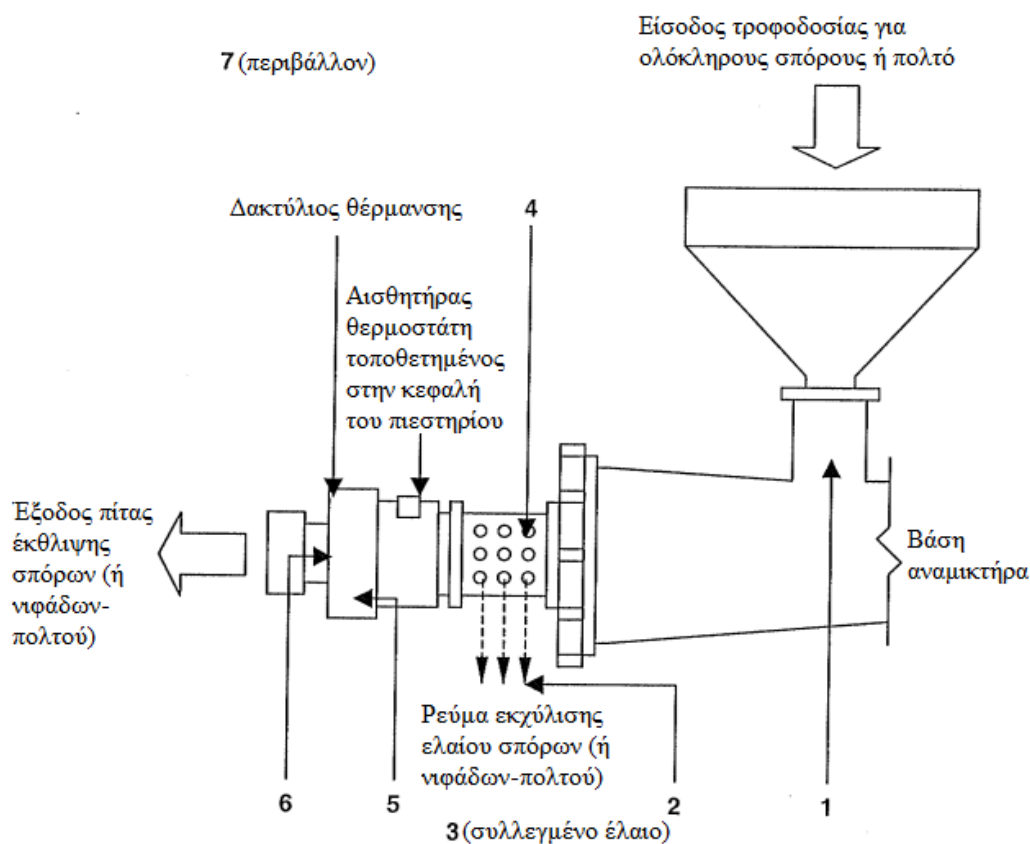 Είσοδος τροφοδοσίας για
ολόκληρους σπόρους ή πολτό
7 (περιβάλλον)
Δακτύλιος θέρμανσης
4
Αισθητήρας
θερμοστάτη
τοποθετημένος
στην κεφαλή
του πιεστηρίου
Έξοδος πίτας
έκθλιψης
σπόρων (ή
νιφάδων-
πολτού)
Βάση
αναμικτήρα
Ρεύμα εκχύλισης
ελαίου σπόρων (ή
νιφάδων-πολτού)
6
5
2
1
3 (συλλεγμένο έλαιο)